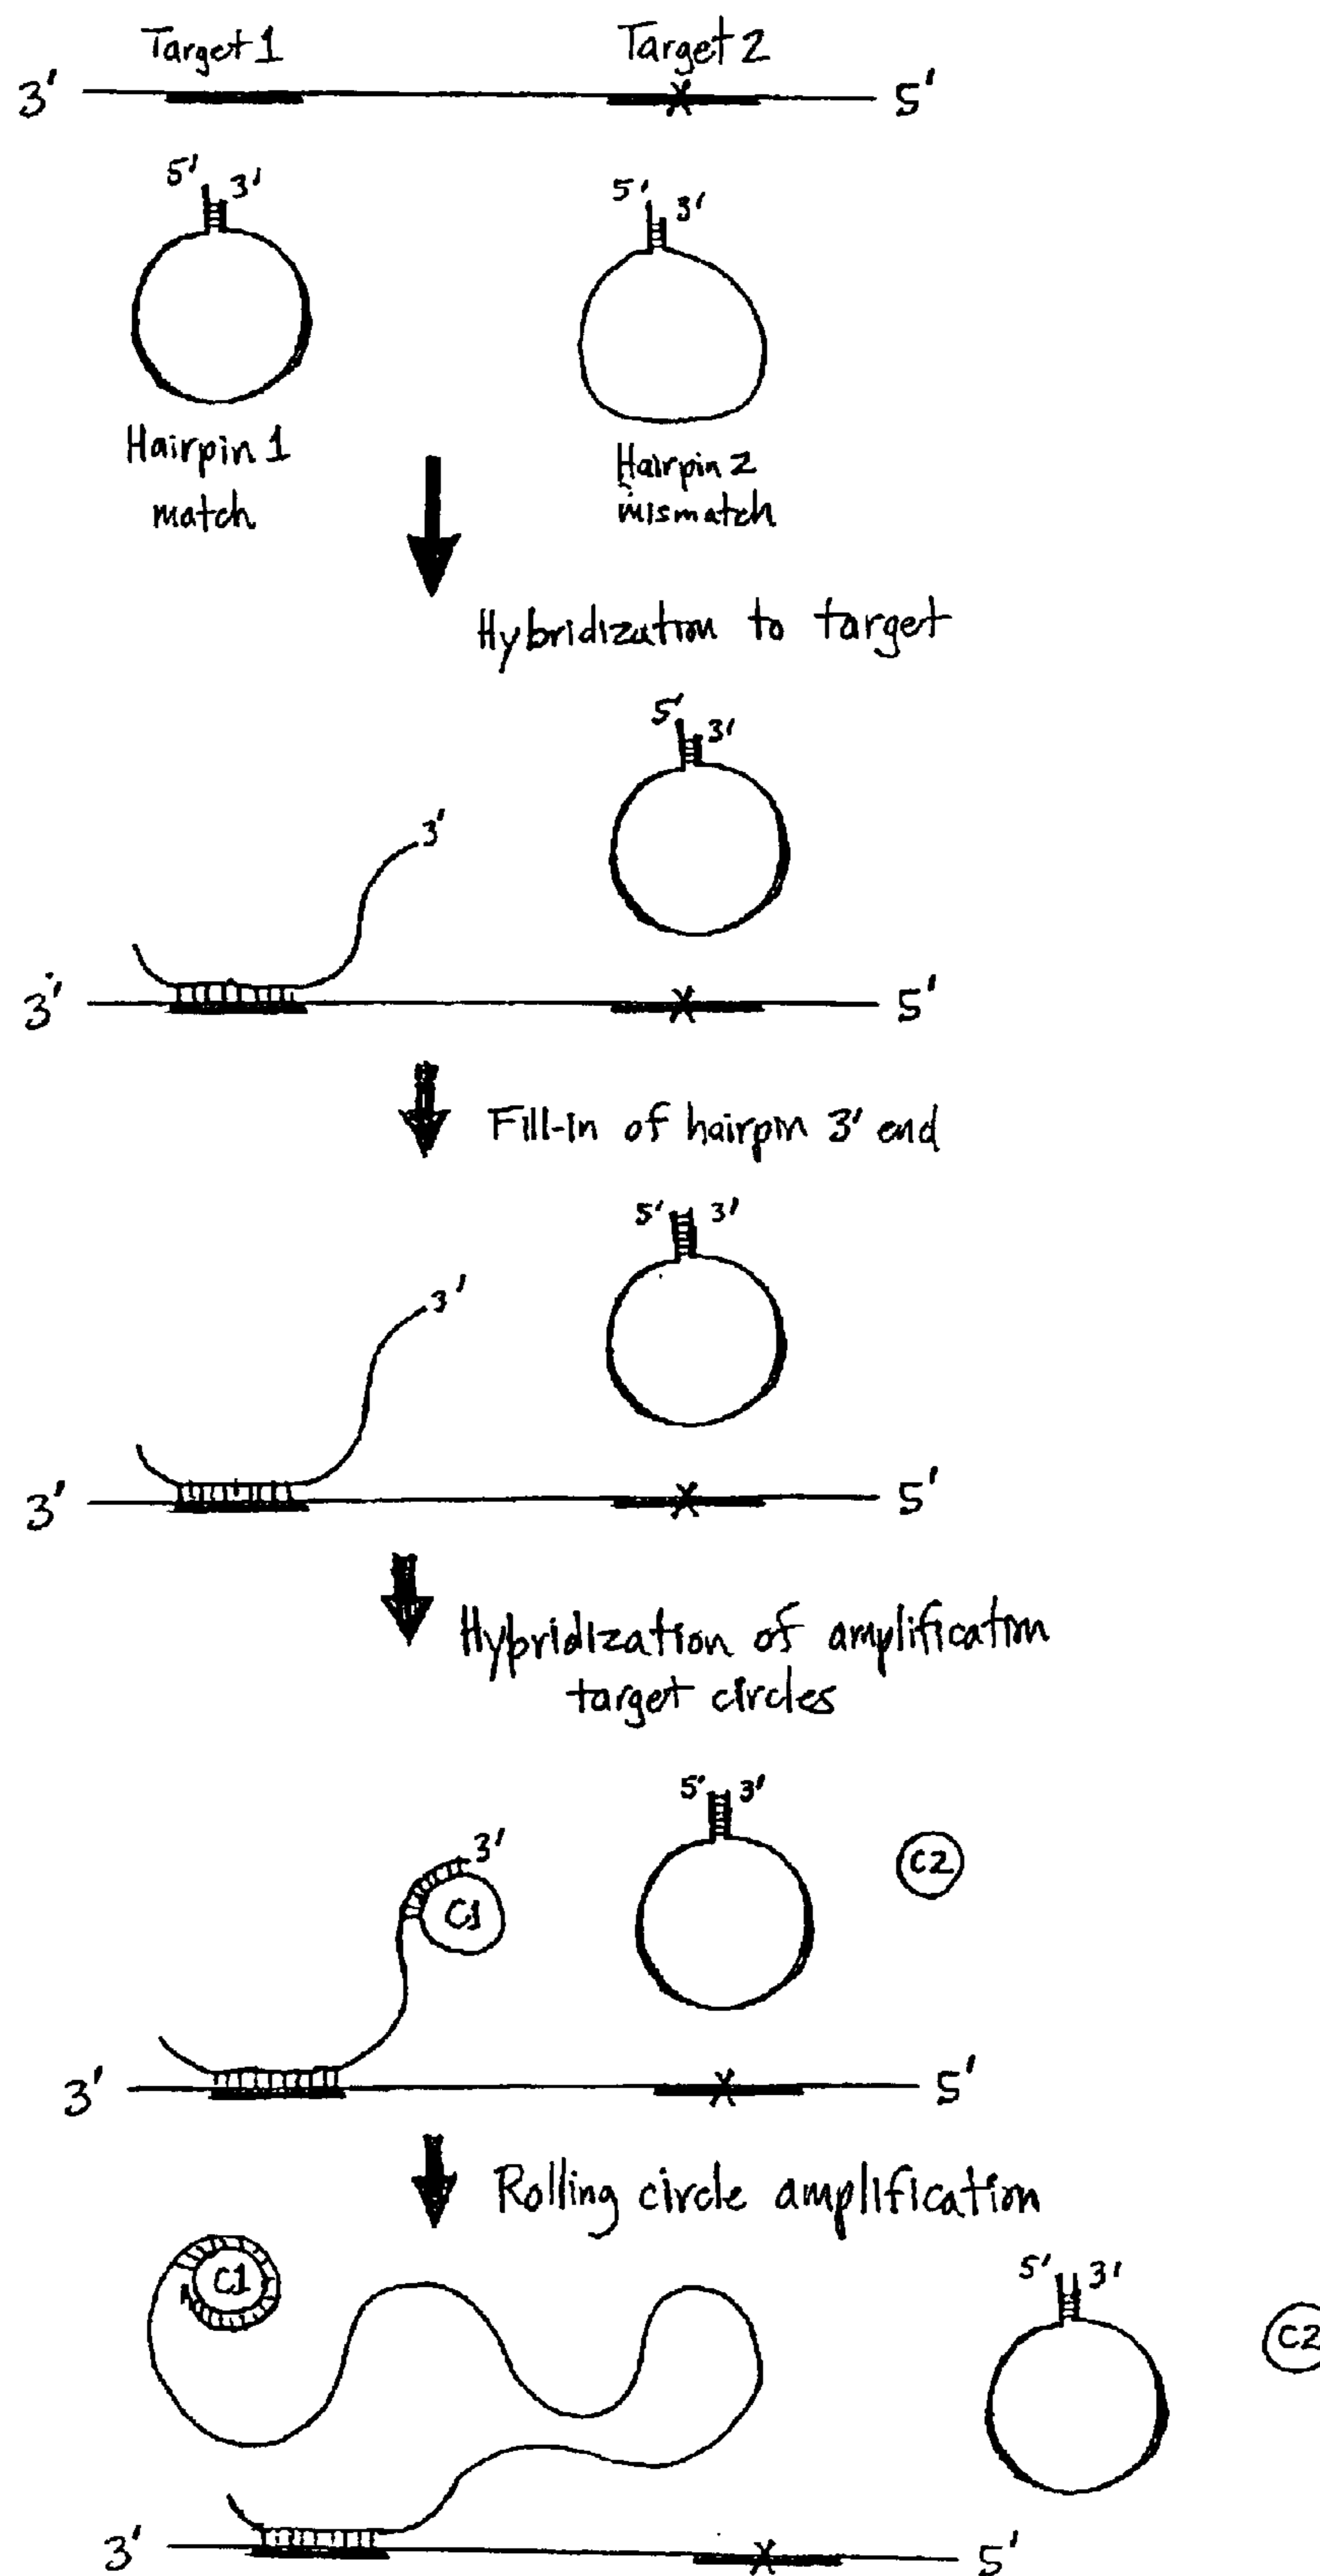 Target 1 Target 2
3' 5'
5' 3' 5' 3'
Hairpin 1
match
Hairpin 2
mismatch
Hybridization to target
5' 3'
3'
3' 5'
Fill-in of hairpin 3' end
5' 3'
3'
3' 5'
Hybridization of amplification
target circles
5' 3'
3'
C1
C2
3' 5'
Rolling circle amplification
C1
5' 3'
C2
3' 5'